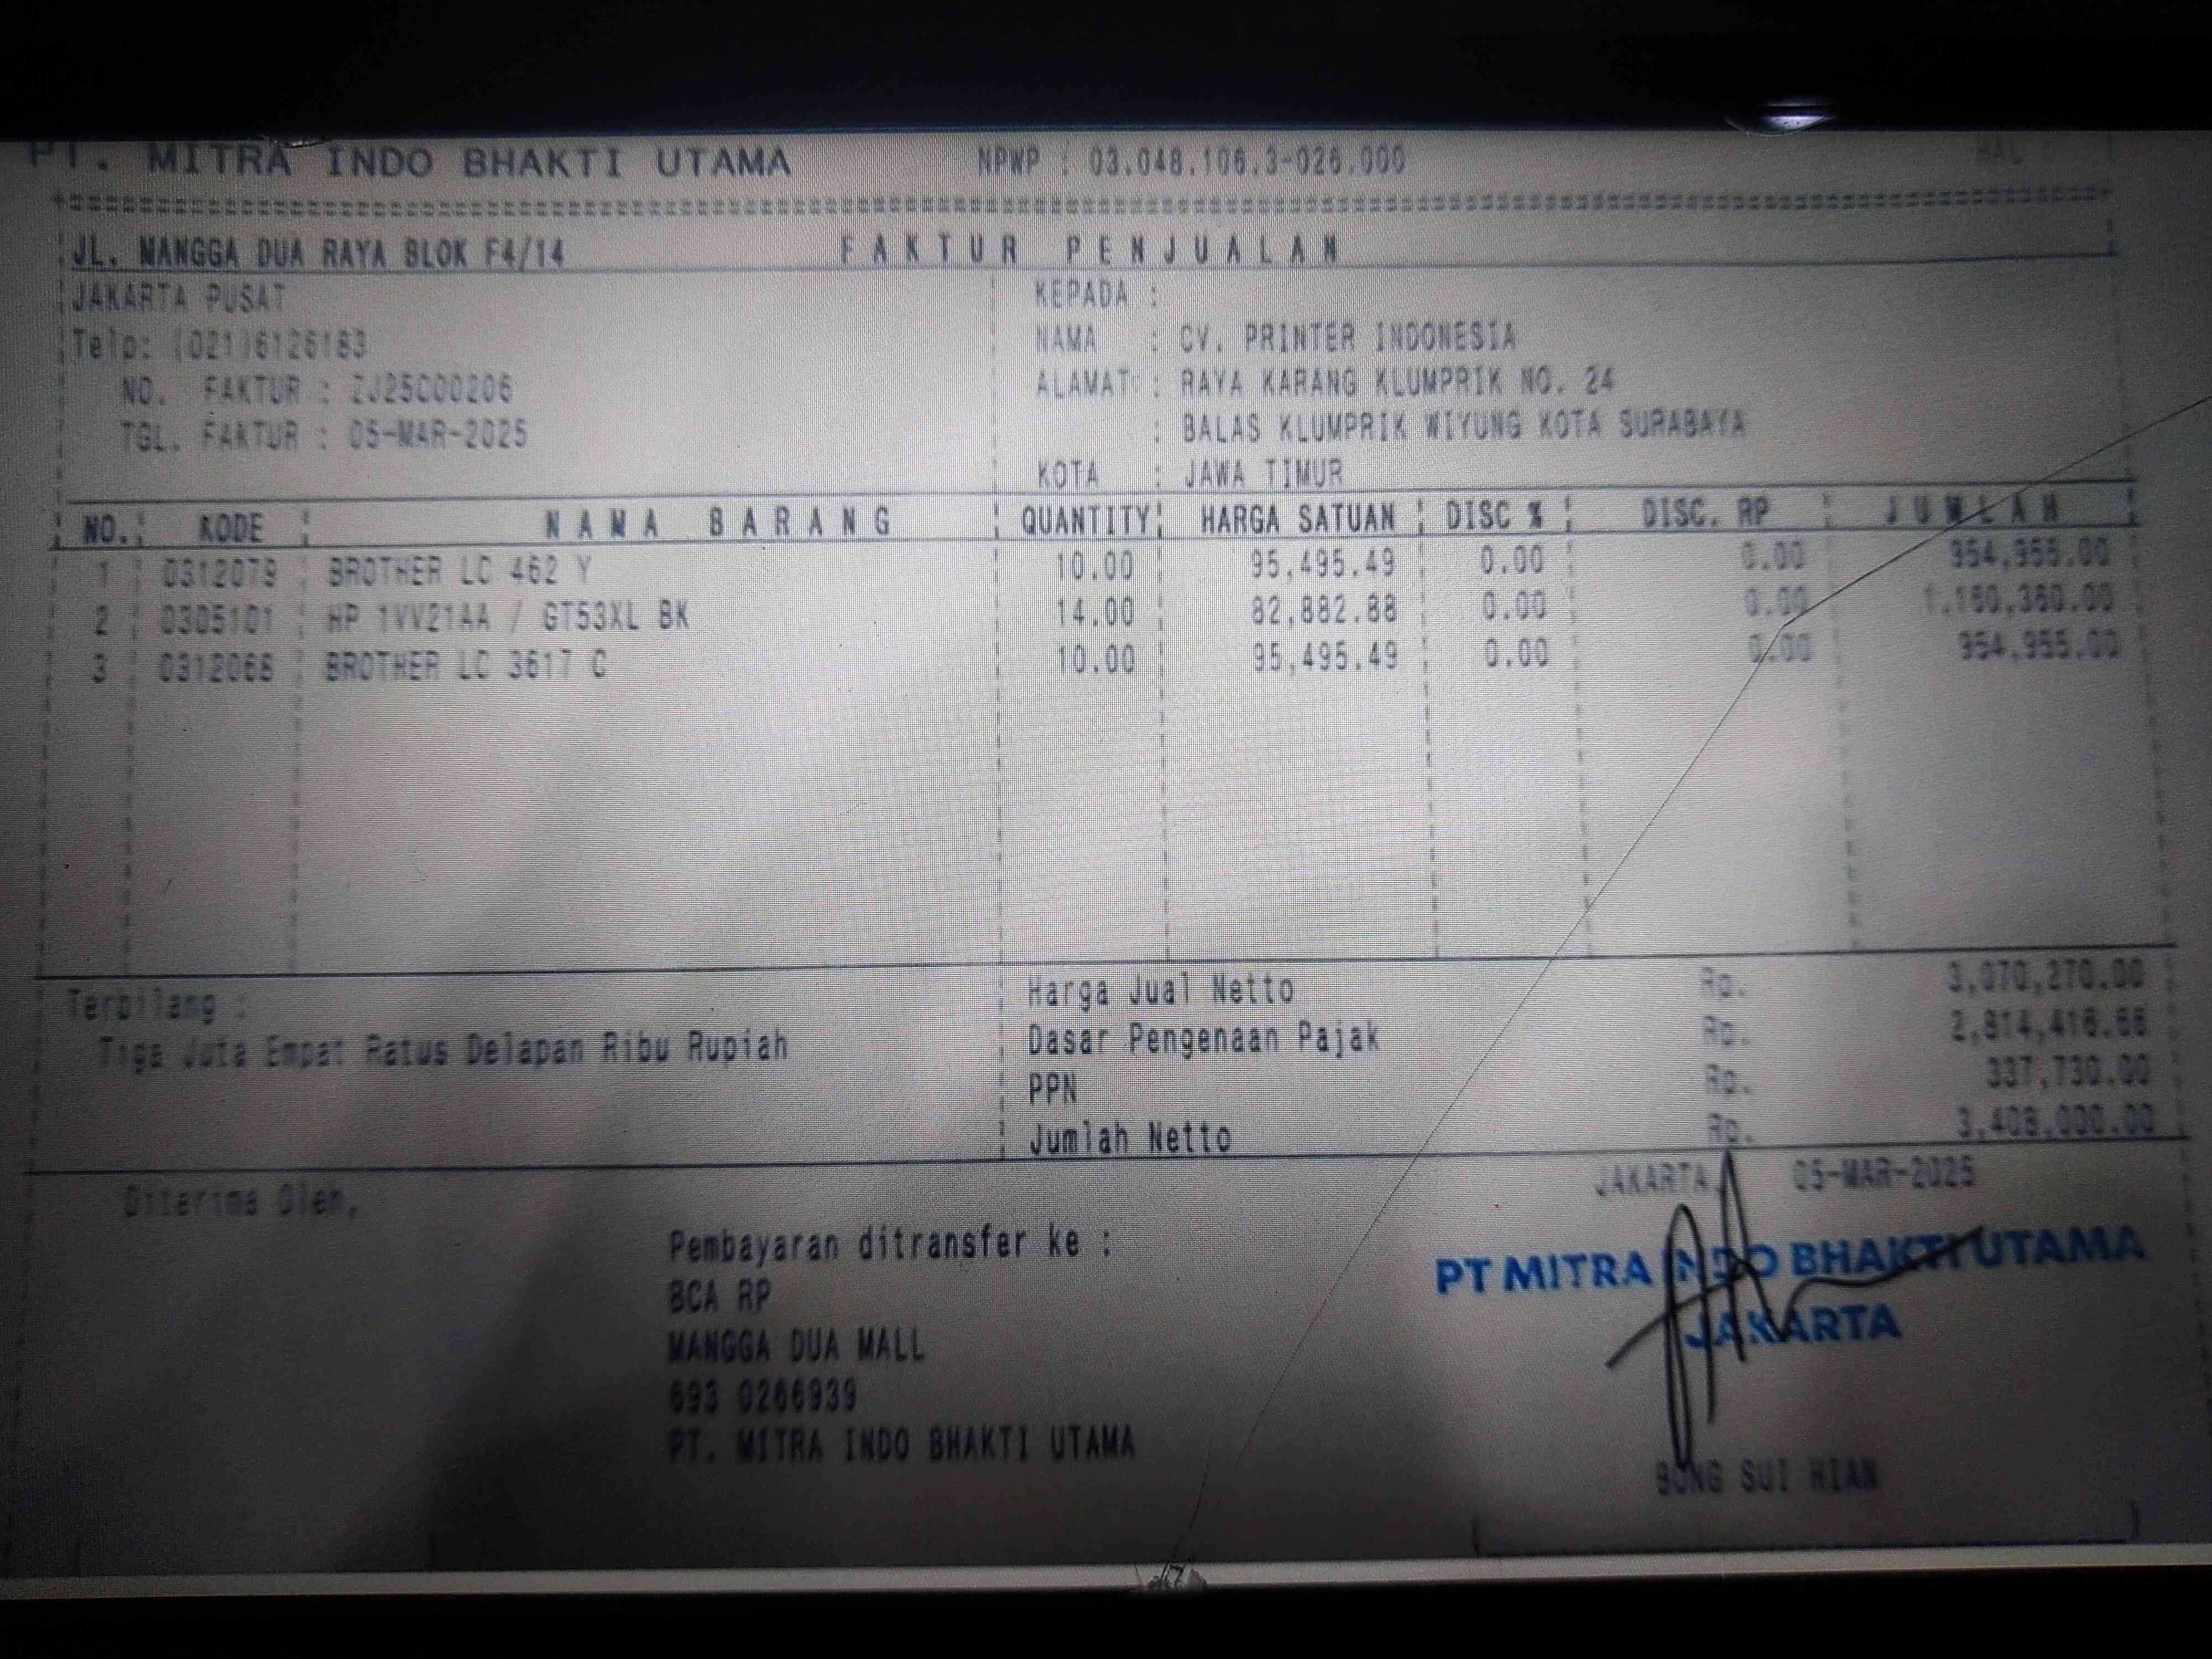 PT. MITRA INDO BHAKTI UTAMA NPWP : 03.048.106.3-026.000 HAL
JL. MANGGA DUA RAYA BLOK F4/14 FAKTUR PENJUALAN
JAKARTA PUSAT KEPADA :
Telp: (021)6126183 NAMA : CV. PRINTER INDONESIA
NO. FAKTUR : ZJ25C00206 ALAMAT : RAYA KARANG KLUMPRIK NO. 24
TGL. FAKTUR : 05-MAR-2025 : BALAS KLUMPRIK WIYUNG KOTA SURABAYA
KOTA : JAWA TIMUR
NO. KODE NAMA BARANG QUANTITY HARGA SATUAN DISC % DISC. RP JUMLAH
1 0312079 BROTHER LC 462 Y 10.00 95,495.49 0.00 0.00 954,955.00
2 0305101 HP 1VV21AA / GT53XL BK 14.00 82,882.88 0.00 0.00 1,160,360.00
3 0312068 BROTHER LC 3617 C 10.00 95,495.49 0.00 0.00 954,955.00
Terbilang : Harga Jual Netto Rp. 3,070,270.00
Tiga Juta Empat Ratus Delapan Ribu Rupiah Dasar Pengenaan Pajak Rp. 2,814,416.66
PPN Rp. 337,730.00
Jumlah Netto Rp. 3,408,000.00
Diterima Oleh, JAKARTA, 05-MAR-2025
Pembayaran ditransfer ke :
BCA RP
MANGGA DUA MALL
693 0266939
PT. MITRA INDO BHAKTI UTAMA
PT MITRA INDO BHAKTI UTAMA
JAKARTA
BONG SUI HIAN